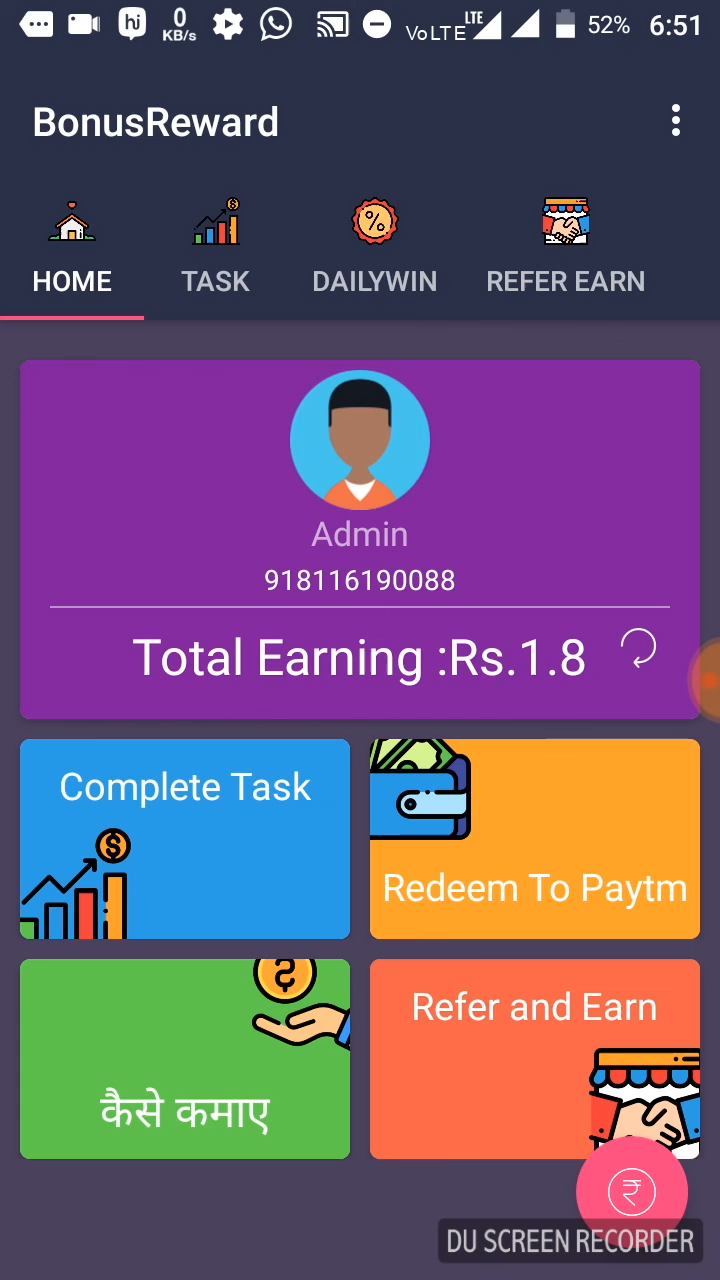 hi
0
KB/s
VoLTE
LTE
52%
6:51
BonusReward
HOME
TASK
DAILYWIN
REFER EARN
Admin
918116190088
Total Earning :Rs.1.8
Complete Task
Redeem To Paytm
कैसे कमाए
Refer and Earn
₹
DU SCREEN RECORDER